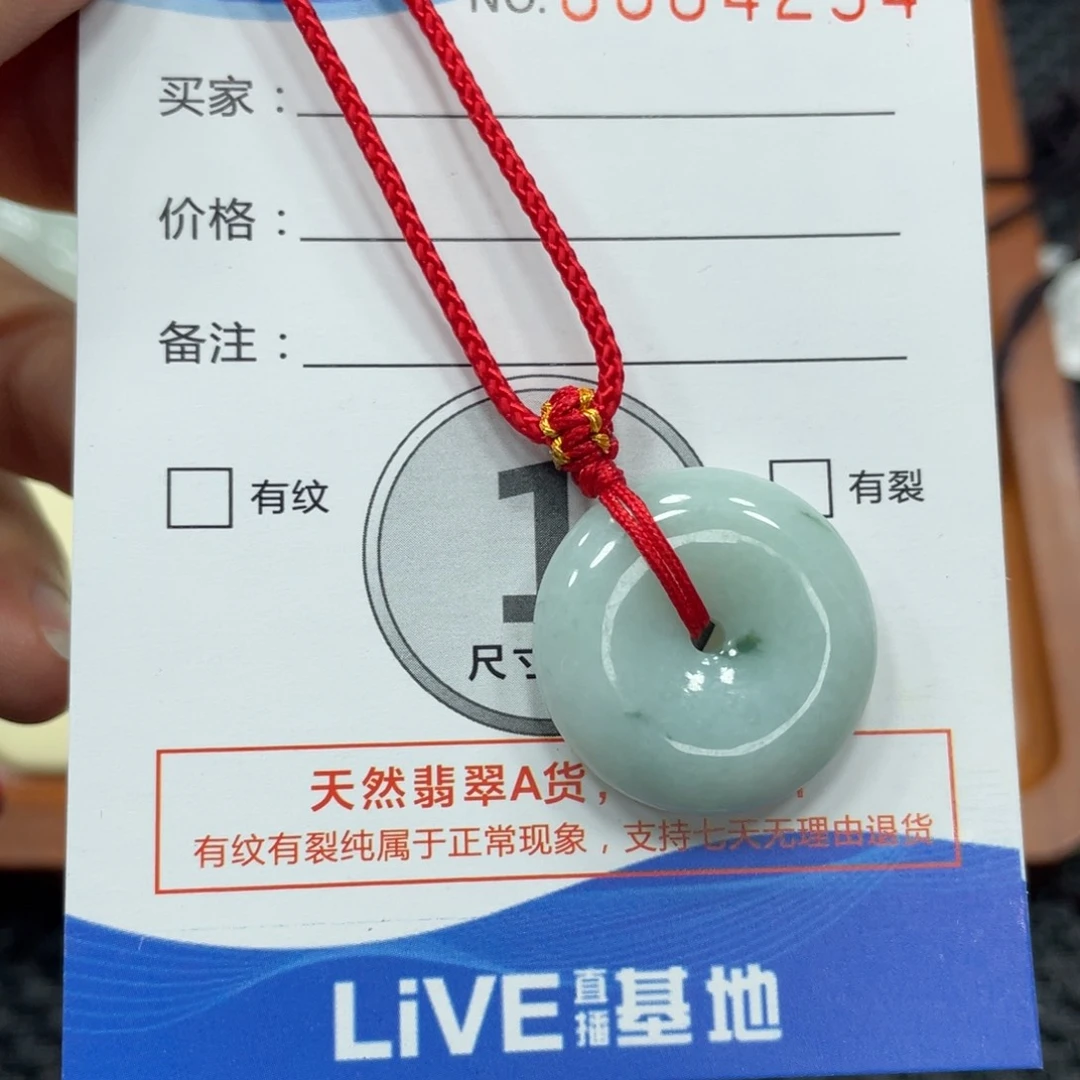 NO.
买家：
价格：
备注：
有纹
有裂
1
尺寸
天然翡翠A货，
有纹有裂纯属于正常现象，支持七天无理由退货
LiVE直播基地